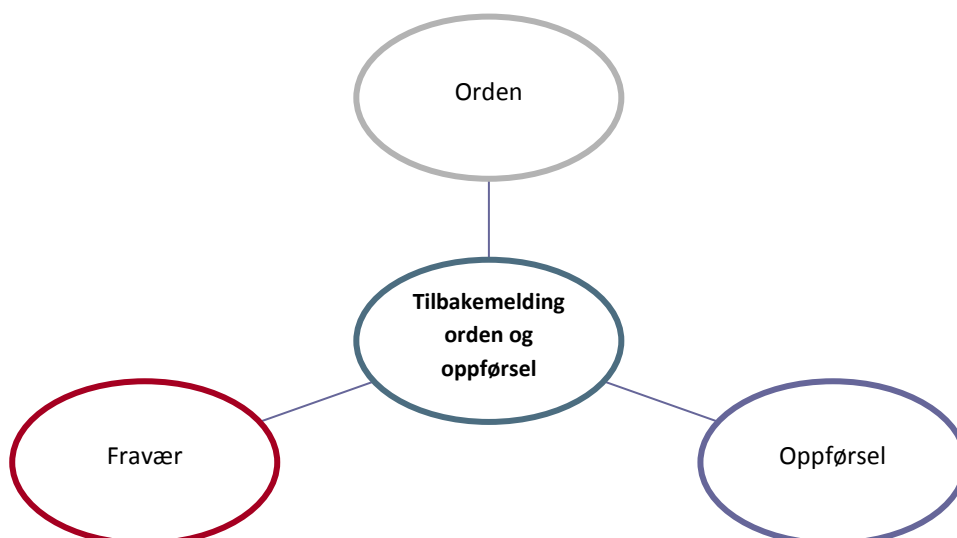 Orden
Tilbakemelding
orden og
oppførsel
Fravær
Oppførsel